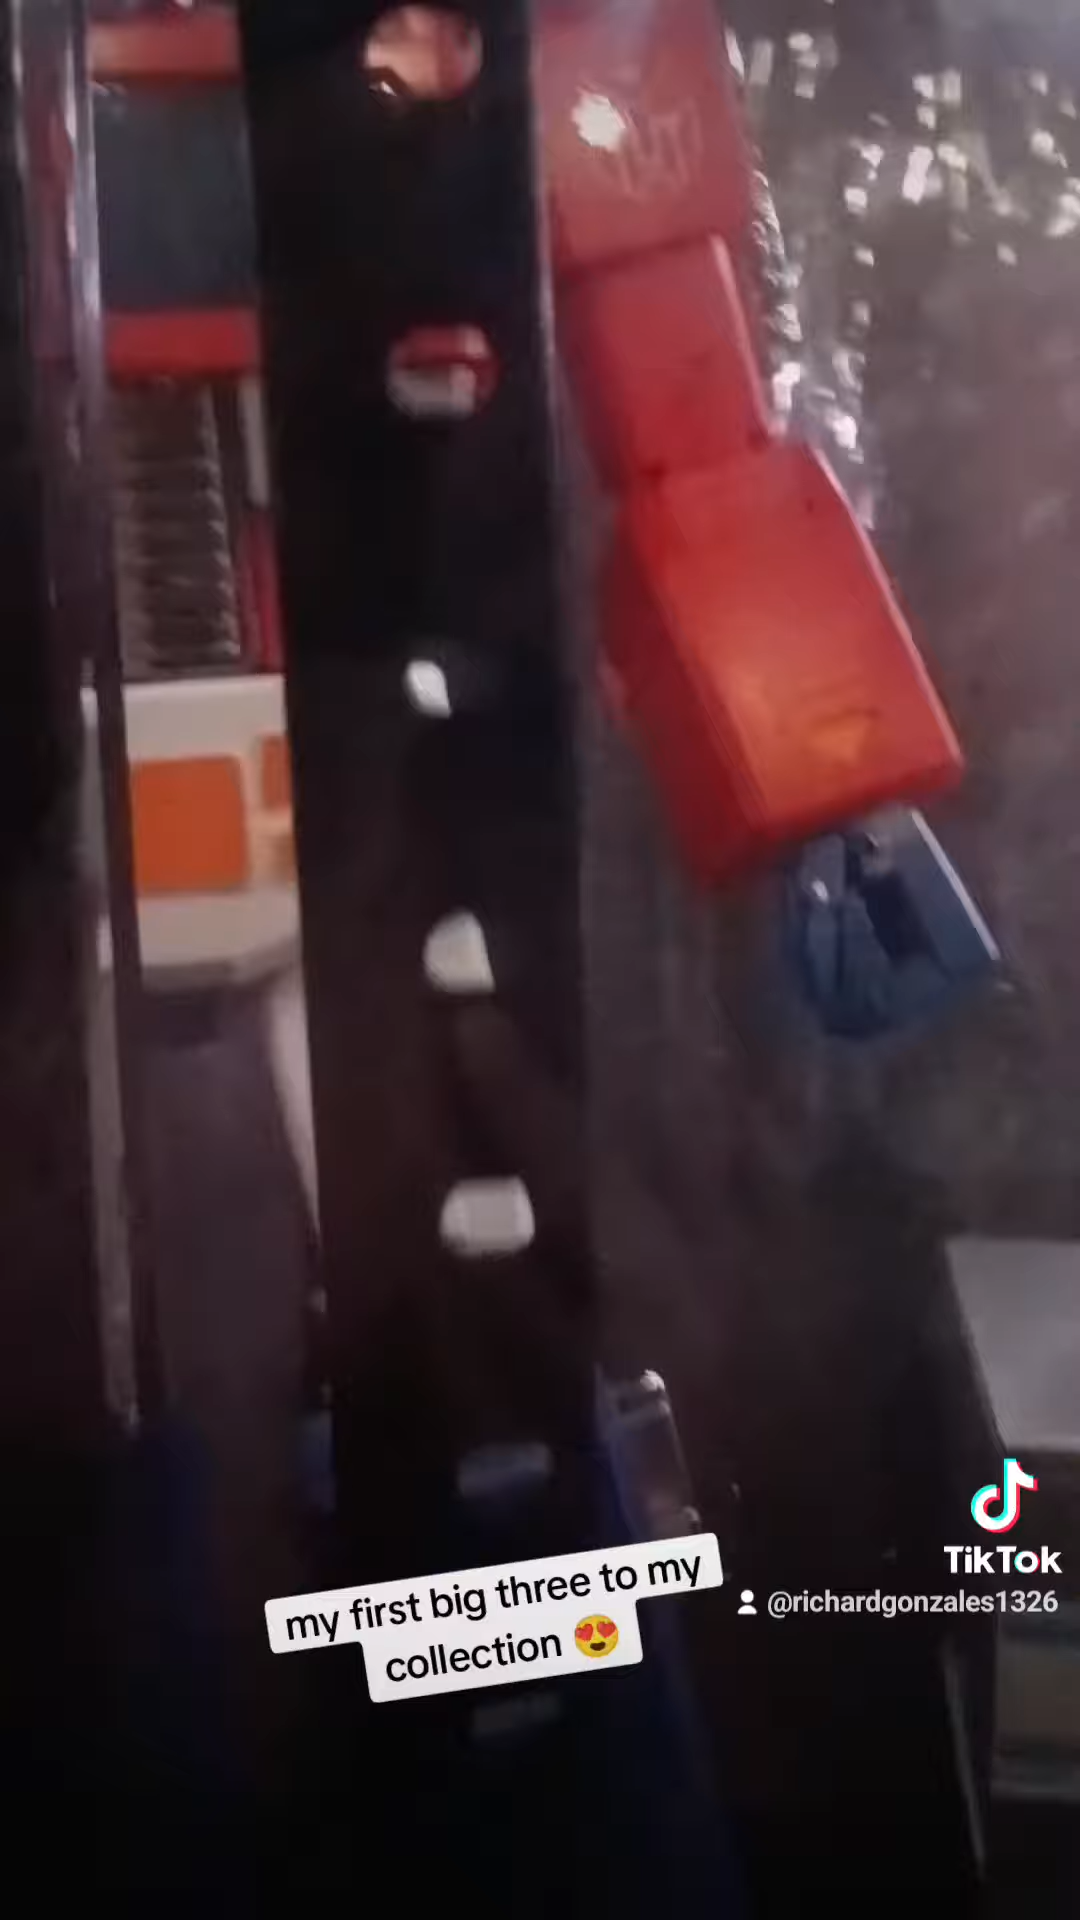 my first big three to my
collection 😍
TikTok
@richardgonzales1326